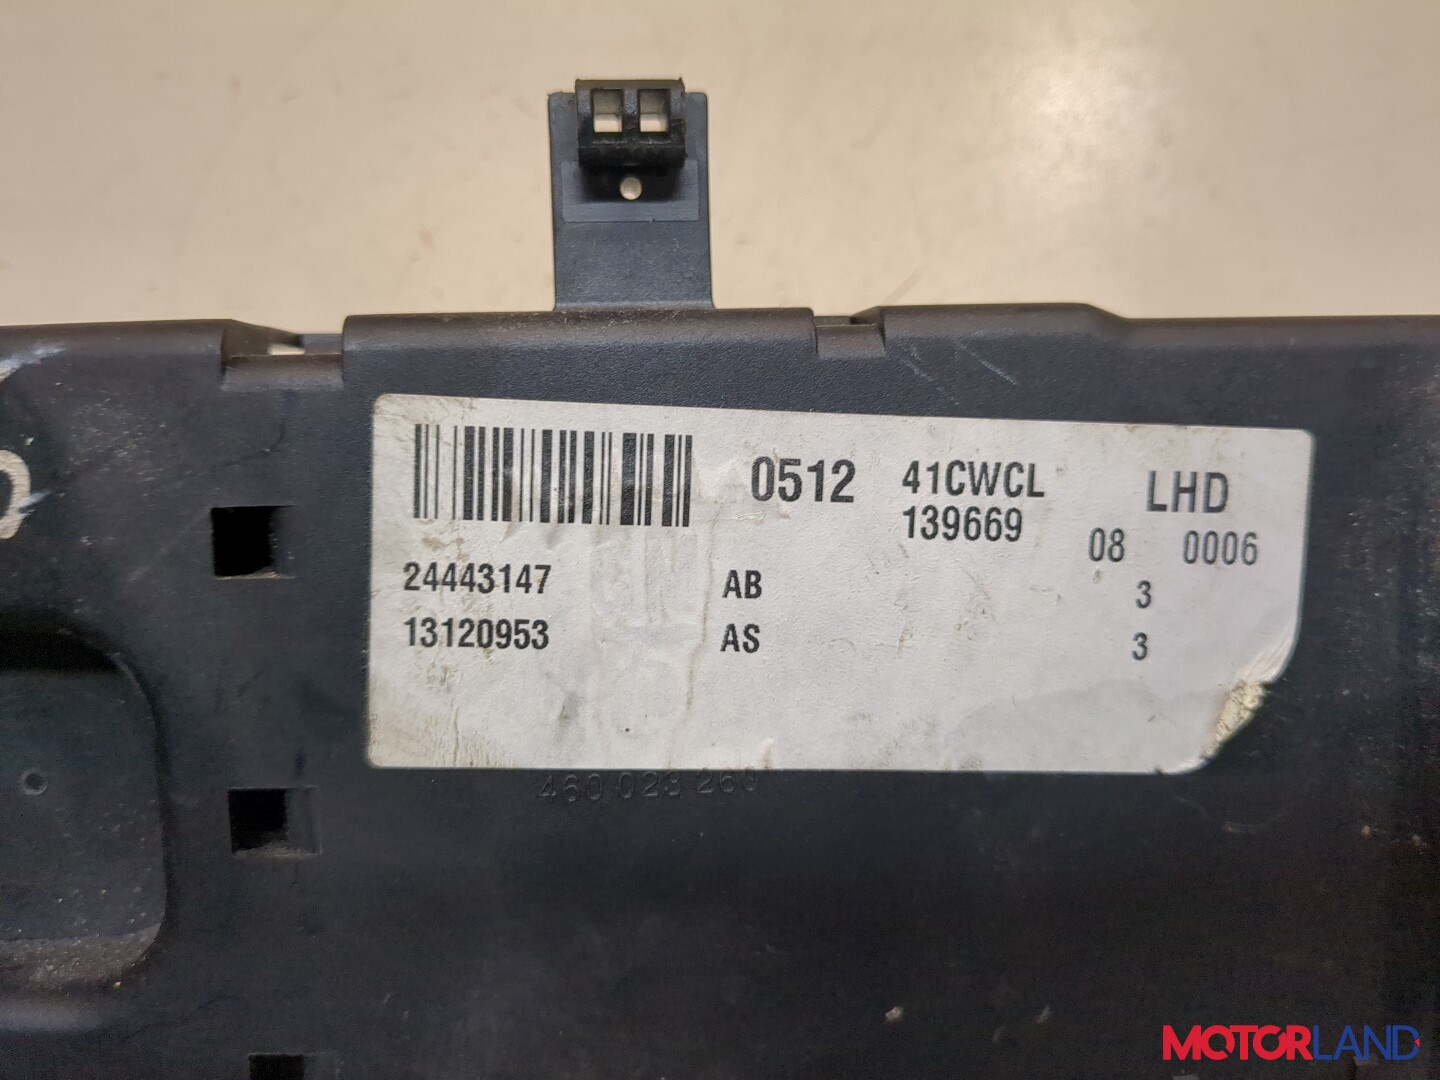 0512 41CWCL LHD
139669 08 0006
24443147 AB 3
13120953 AS 3
460 023 260
MOTORLAND